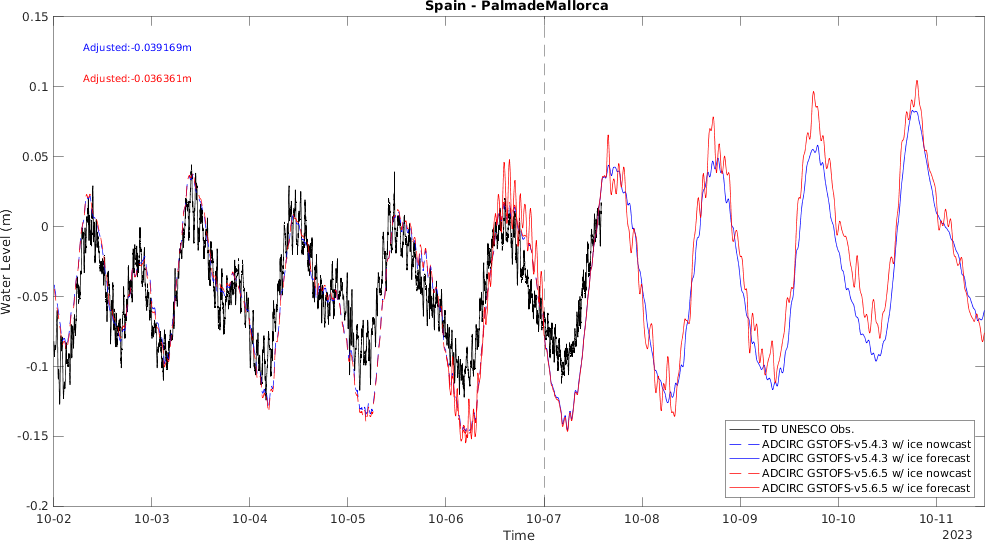 Spain - PalmadeMallorca
0.15
0.1
0.05
0
-0.05
-0.1
-0.15
-0.2
Water Level (m)
Adjusted:-0.039169m
Adjusted:-0.036361m
TD UNESCO Obs.
ADCIRC GSTOFS-v5.4.3 w/ ice nowcast
ADCIRC GSTOFS-v5.4.3 w/ ice forecast
ADCIRC GSTOFS-v5.6.5 w/ ice nowcast
ADCIRC GSTOFS-v5.6.5 w/ ice forecast
10-02 10-03 10-04 10-05 10-06 10-07 10-08 10-09 10-10 10-11
Time
2023